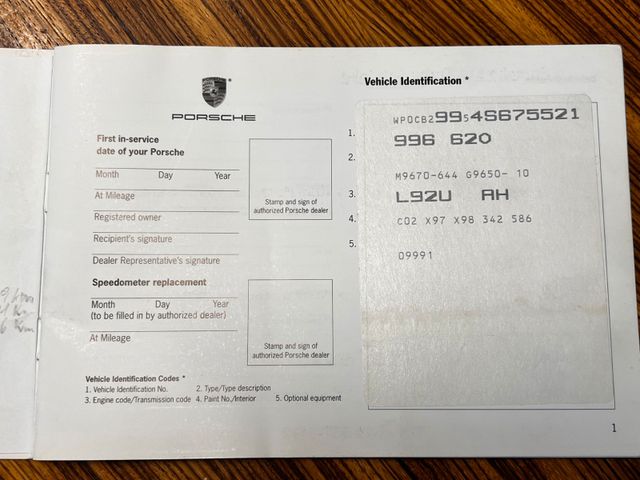 PORSCHE
First in-service
date of your Porsche
Month Day Year
At Mileage
Registered owner
Recipient's signature
Dealer Representative's signature
Stamp and sign of
authorized Porsche dealer
Speedometer replacement
Month Day Year
(to be filled in by authorized dealer)
At Mileage
Stamp and sign of
authorized Porsche dealer
Vehicle Identification Codes *
1. Vehicle Identification No. 2. Type/Type description
3. Engine code/Transmission code 4. Paint No./Interior 5. Optional equipment
Vehicle Identification *
1.
2.
3.
4.
5.
WP0CB29954S675521
996 620
M9670-644 G9650- 10
L92U AH
C02 X97 X98 342 586
09991
1